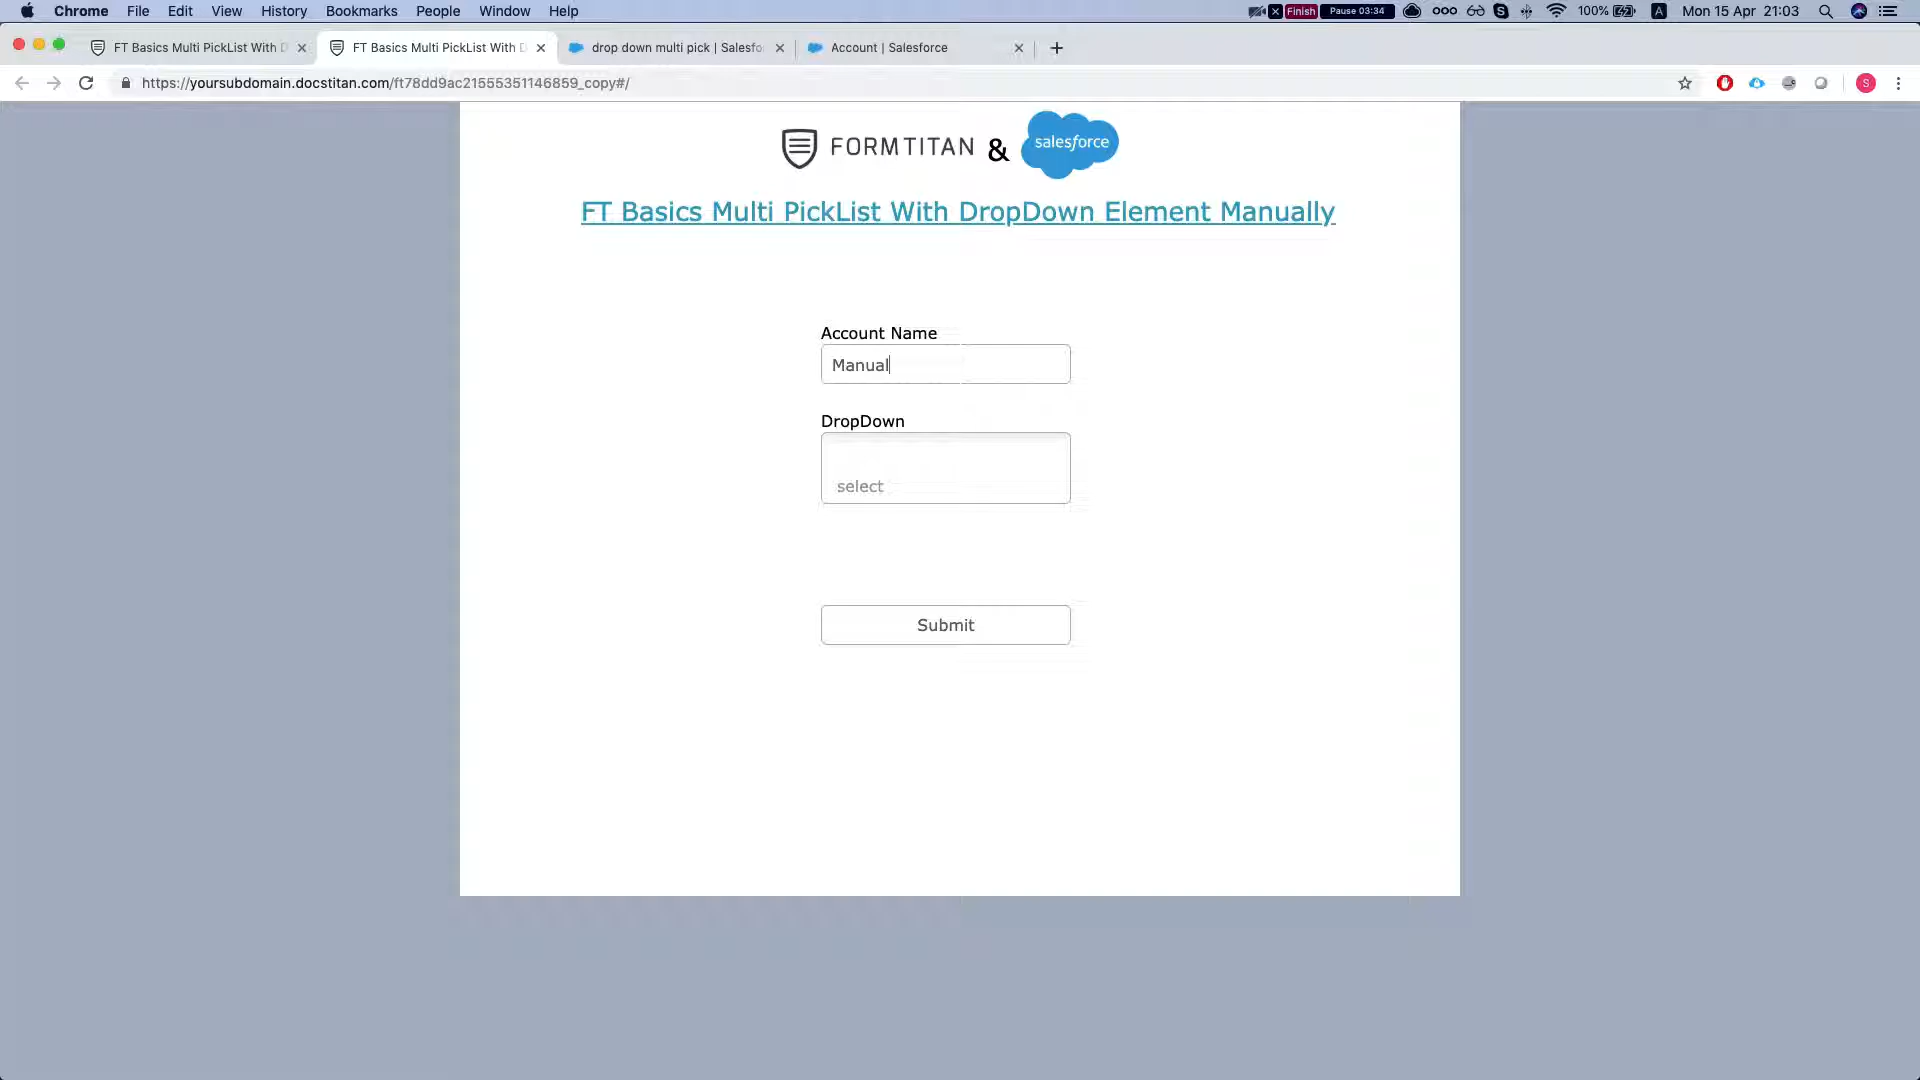 Chrome File Edit View History Bookmarks People Window Help Finish Pause 03:34 100% A Mon 15 Apr 21:03
FT Basics Multi PickList With D
FT Basics Multi PickList With D
drop down multi pick | Salesfo
Account | Salesforce
https://yoursubdomain.docstitan.com/ft78dd9ac21555351146859_copy#/
S
FORMTITAN & salesforce
FT Basics Multi PickList With DropDown Element Manually
Account Name
Manual
DropDown
select
Submit